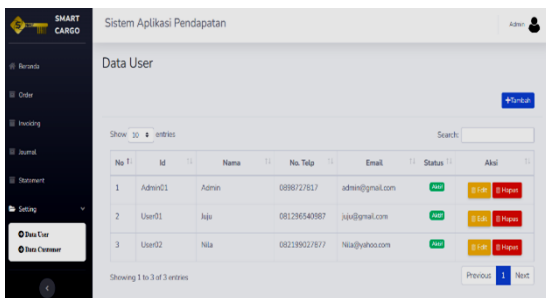 SMART
CARGO
Sistem Aplikasi Pendapatan
Admin
Beranda
Order
Invoicing
Journal
Statement
Setting
Data User
Data Customer
Data User
+Tambah
Show 10 entries
Search:
No Id Nama No. Telp Email Status Aksi
1 Admin01 Admin 0898727817 admin@gmail.com Aktif Edit Hapus
2 User01 Juju 081296540987 juju@gmail.com Aktif Edit Hapus
3 User02 Nila 082199027877 Nila@yahoo.com Aktif Edit Hapus
Showing 1 to 3 of 3 entries
Previous 1 Next